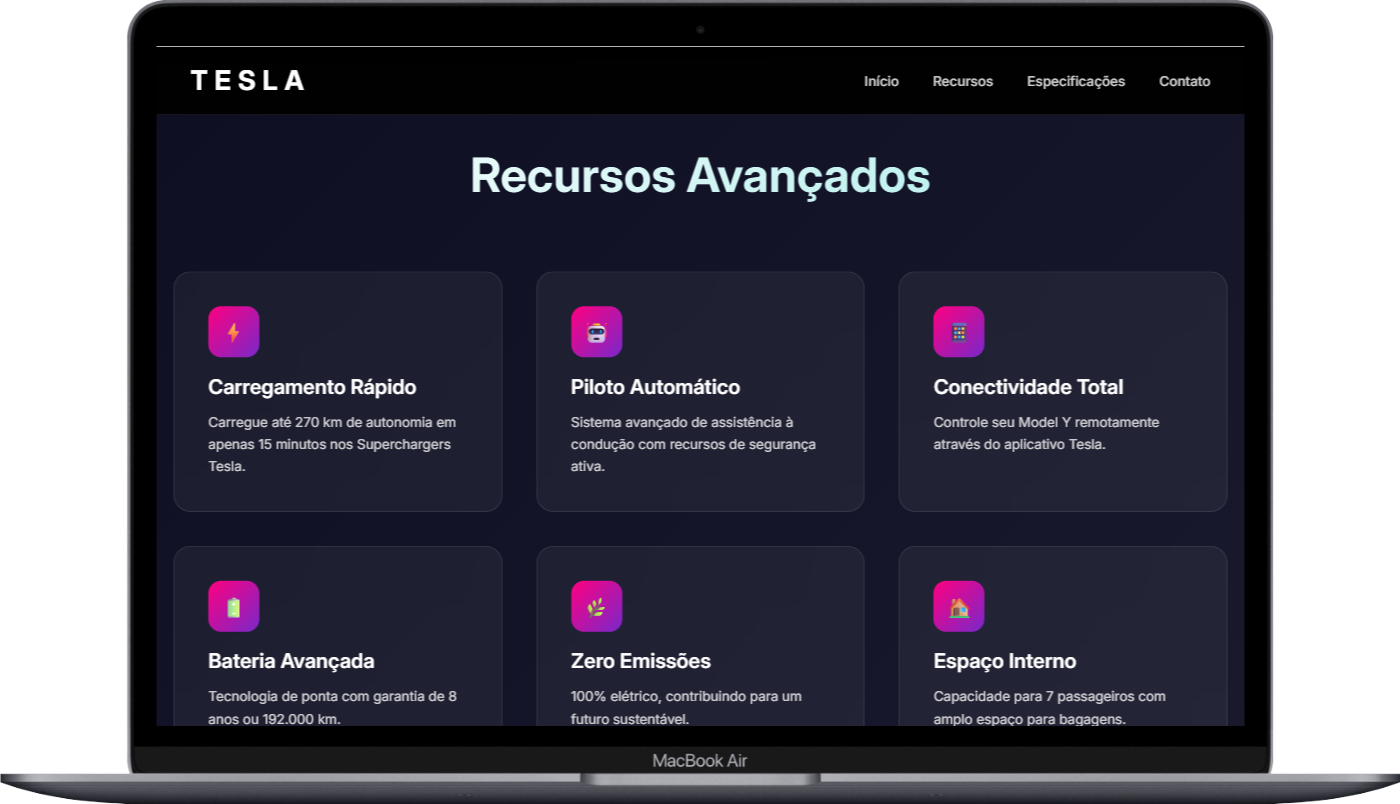 TESLA
Início Recursos Especificações Contato
Recursos Avançados
Carregamento Rápido
Carregue até 270 km de autonomia em
apenas 15 minutos nos Superchargers
Tesla.
Piloto Automático
Sistema avançado de assistência à
condução com recursos de segurança
ativa.
Conectividade Total
Controle seu Model Y remotamente
através do aplicativo Tesla.
Bateria Avançada
Tecnologia de ponta com garantia de 8
anos ou 192.000 km.
Zero Emissões
100% elétrico, contribuindo para um
futuro sustentável.
Espaço Interno
Capacidade para 7 passageiros com
amplo espaço para bagagens.
MacBook Air